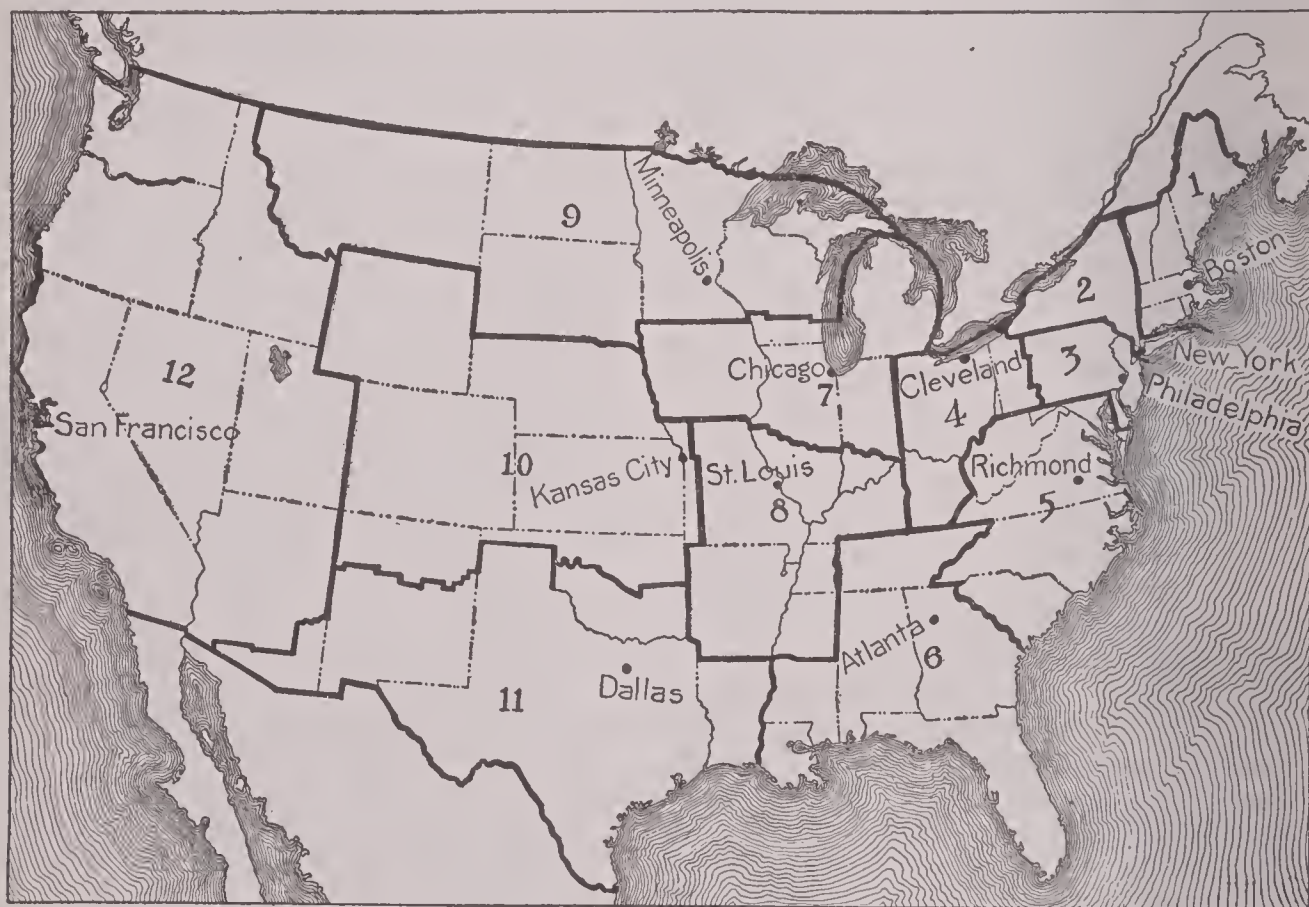 1
Boston
2
New York
3
Philadelphia
Cleveland
4
Richmond
5
Atlanta
6
Chicago
7
St. Louis
8
Minneapolis
9
10
Kansas City
11
Dallas
12
San Francisco